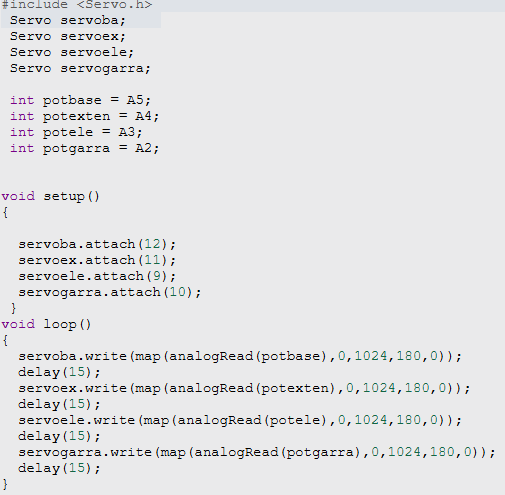 #include <Servo.h>
Servo servoba;
Servo servoex;
Servo servoele;
Servo servogarra;
int potbase = A5;
int potexten = A4;
int potele = A3;
int potgarra = A2;
void setup()
{
servoba.attach(12);
servoex.attach(11);
servoele.attach(9);
servogarra.attach(10);
}
void loop()
{
servoba.write(map(analogRead(potbase),0,1024,180,0));
delay(15);
servoex.write(map(analogRead(potexten),0,1024,180,0));
delay(15);
servoele.write(map(analogRead(potele),0,1024,180,0));
delay(15);
servogarra.write(map(analogRead(potgarra),0,1024,180,0));
delay(15);
}